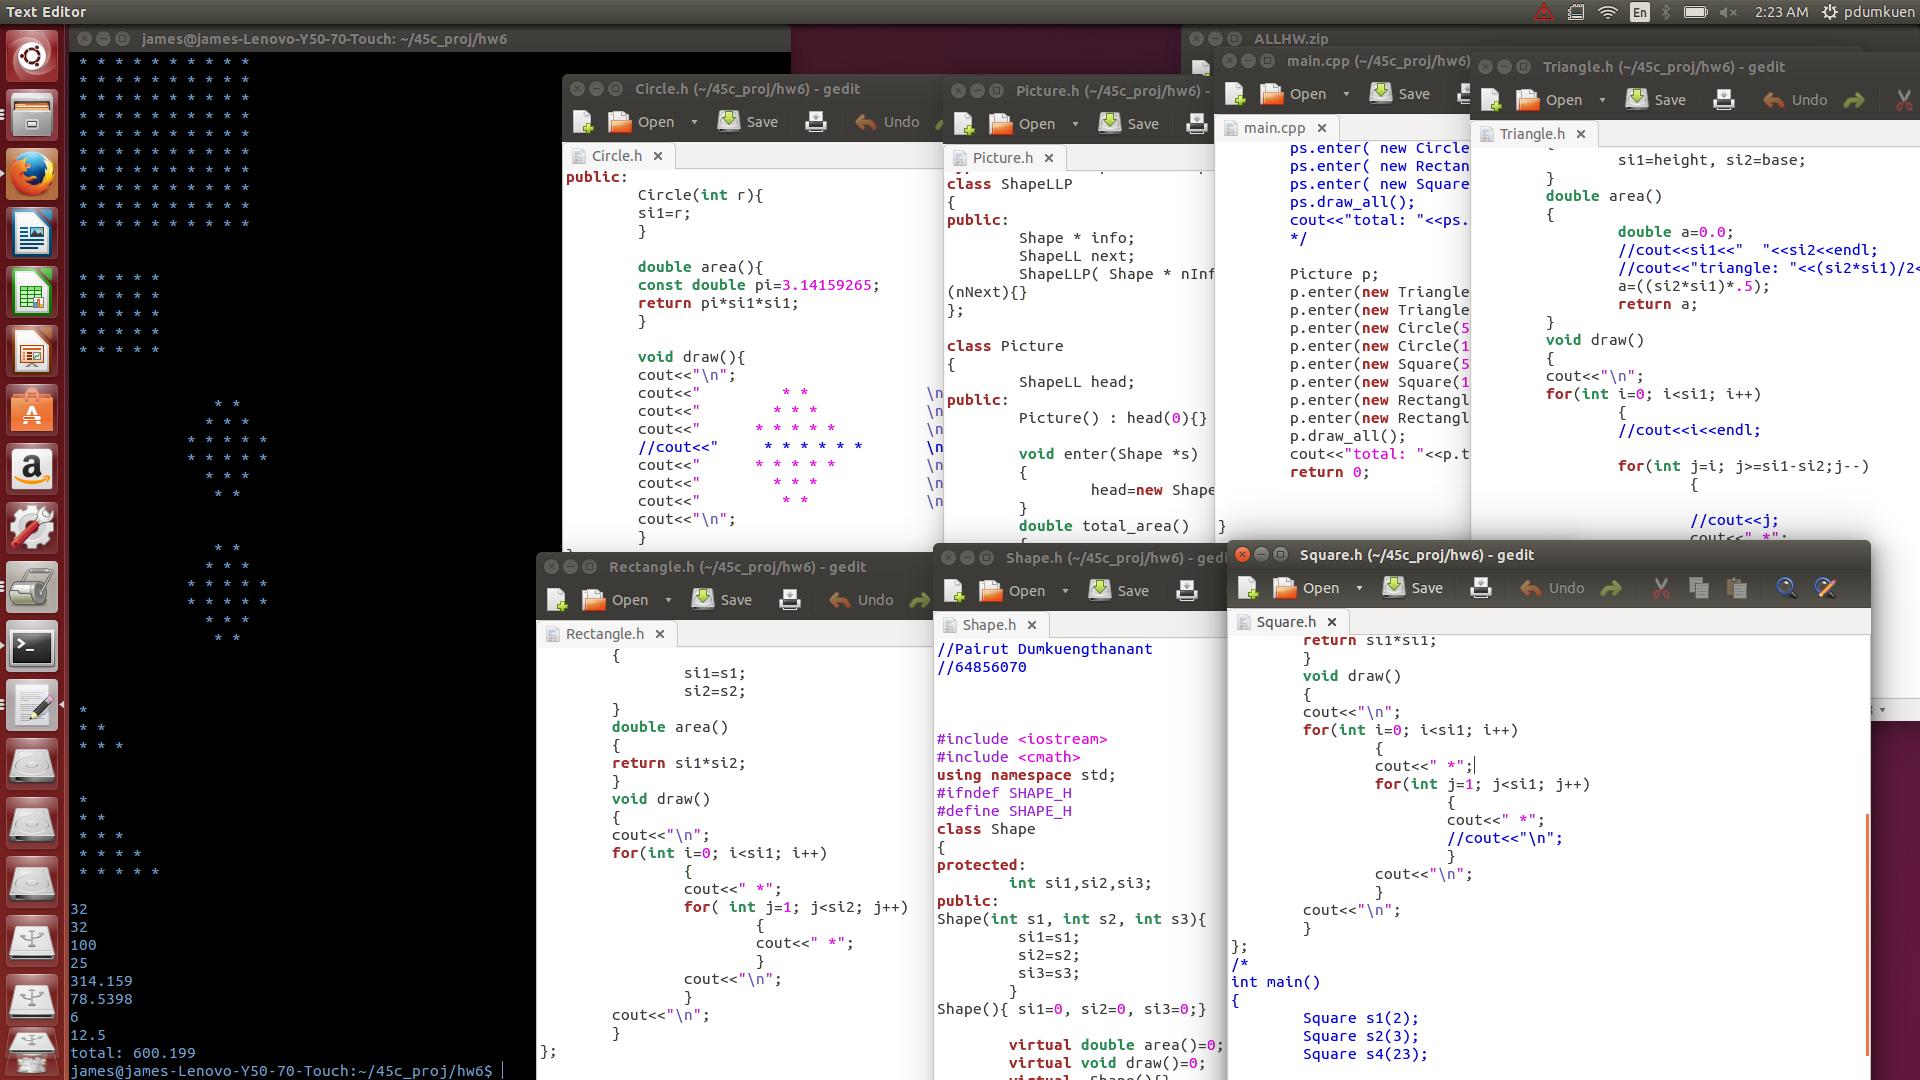 Text Editor
En
2:23 AM
pdumkuen
james@james-Lenovo-Y50-70-Touch: ~/45c_proj/hw6
* * * * * * * * * *
* * * * * * * * * *
* * * * * * * * * *
* * * * * * * * * *
* * * * * * * * * *
* * * * * * * * * *
* * * * * * * * * *
* * * * * * * * * *
* * * * * * * * * *
* * * * * * * * * *
* * * * *
* * * * *
* * * * *
* * * * *
* * * * *
* *
* * *
* * * * *
* * * * *
* * *
* *
* *
* * *
* * * * *
* * * * *
* * *
* *
*
* *
* * *
*
* *
* * *
* * * *
* * * * *
32
32
100
25
314.159
78.5398
6
12.5
total: 600.199
james@james-Lenovo-Y50-70-Touch:~/45c_proj/hw6$
Circle.h (~/45c_proj/hw6) - gedit
Open Save Undo
Circle.h
public:
Circle(int r){
si1=r;
}
double area(){
const double pi=3.14159265;
return pi*si1*si1;
}
void draw(){
cout<<"\n";
cout<<" * * \n
cout<<" * * * \n
cout<<" * * * * * \n
//cout<<" * * * * * * \n
cout<<" * * * * * \n
cout<<" * * * \n
cout<<" * * \n
cout<<"\n";
}
Picture.h (~/45c_proj/hw6) -
Open Save
Picture.h
class ShapeLLP
{
public:
Shape * info;
ShapeLL next;
ShapeLLP( Shape * nInf
(nNext){}
};
class Picture
{
ShapeLL head;
public:
Picture() : head(0){}
void enter(Shape *s)
{
head=new Shape
}
double total_area()
ALLHW.zip
main.cpp (~/45c_proj/hw6)
Open Save
main.cpp
ps.enter( new Circle
ps.enter( new Rectan
ps.enter( new Square
ps.draw_all();
cout<<"total: "<<ps.
*/
Picture p;
p.enter(new Triangle
p.enter(new Triangle
p.enter(new Circle(5
p.enter(new Circle(1
p.enter(new Square(5
p.enter(new Square(1
p.enter(new Rectangl
p.enter(new Rectangl
p.draw_all();
cout<<"total: "<<p.t
return 0;
}
Triangle.h (~/45c_proj/hw6) - gedit
Open Save Undo
Triangle.h
si1=height, si2=base;
}
double area()
{
double a=0.0;
//cout<<si1<<"  "<<si2<<endl;
//cout<<"triangle: "<<(si2*si1)/2<
a=((si2*si1)*.5);
return a;
}
void draw()
{
cout<<"\n";
for(int i=0; i<si1; i++)
{
//cout<<i<<endl;
for(int j=i; j>=si1-si2;j--)
{
//cout<<j;
cout<<" *";
Rectangle.h (~/45c_proj/hw6) - gedit
Open Save Undo
Rectangle.h
{
si1=s1;
si2=s2;
}
double area()
{
return si1*si2;
}
void draw()
{
cout<<"\n";
for(int i=0; i<si1; i++)
{
cout<<" *";
for( int j=1; j<si2; j++)
{
cout<<" *";
}
cout<<"\n";
}
cout<<"\n";
}
};
Shape.h (~/45c_proj/hw6) - gedi
Open Save
Shape.h
//Pairut Dumkuengthanant
//64856070
#include <iostream>
#include <cmath>
using namespace std;
#ifndef SHAPE_H
#define SHAPE_H
class Shape
{
protected:
int si1,si2,si3;
public:
Shape(int s1, int s2, int s3){
si1=s1;
si2=s2;
si3=s3;
}
Shape(){ si1=0, si2=0, si3=0;}
virtual double area()=0;
virtual void draw()=0;
Square.h (~/45c_proj/hw6) - gedit
Open Save Undo
Square.h
return si1*si1;
}
void draw()
{
cout<<"\n";
for(int i=0; i<si1; i++)
{
cout<<" *";
for(int j=1; j<si1; j++)
{
cout<<" *";
//cout<<"\n";
}
cout<<"\n";
}
cout<<"\n";
}
};
/*
int main()
{
Square s1(2);
Square s2(3);
Square s4(23);